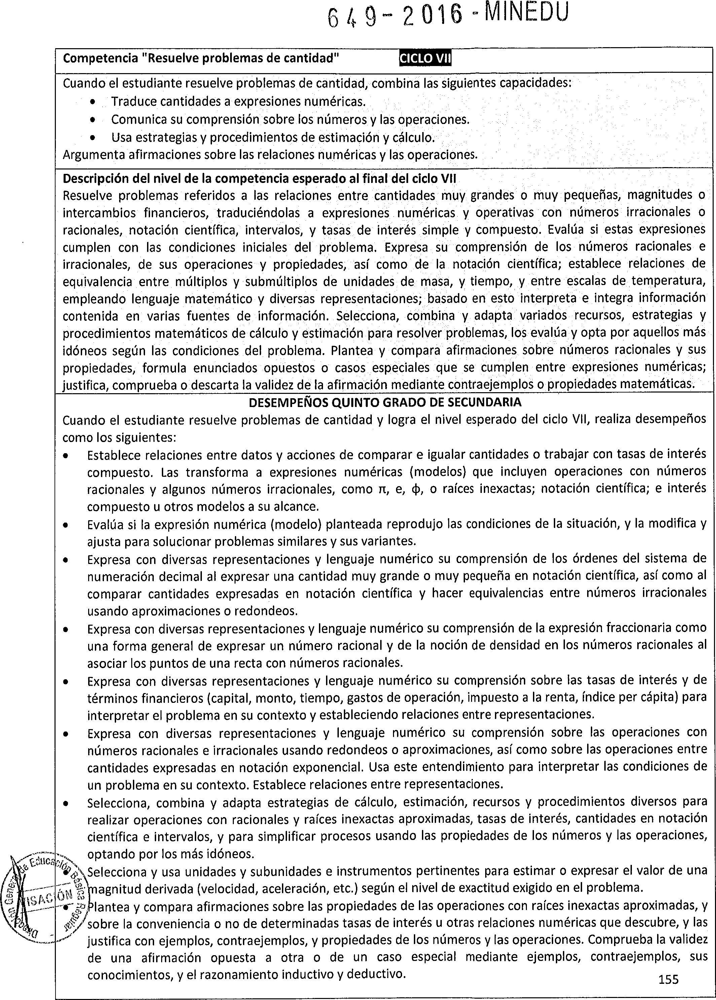 649-2016-MINEDU
Competencia "Resuelve problemas de cantidad" CICLO VII
Cuando el estudiante resuelve problemas de cantidad, combina las siguientes capacidades:
• Traduce cantidades a expresiones numéricas.
• Comunica su comprensión sobre los números y las operaciones.
• Usa estrategias y procedimientos de estimación y cálculo.
Argumenta afirmaciones sobre las relaciones numéricas y las operaciones.
Descripción del nivel de la competencia esperado al final del ciclo VII
Resuelve problemas referidos a las relaciones entre cantidades muy grandes o muy pequeñas, magnitudes o
intercambios financieros, traduciéndolas a expresiones numéricas y operativas con números irracionales o
racionales, notación científica, intervalos, y tasas de interés simple y compuesto. Evalúa si estas expresiones
cumplen con las condiciones iniciales del problema. Expresa su comprensión de los números racionales e
irracionales, de sus operaciones y propiedades, así como de la notación científica; establece relaciones de
equivalencia entre múltiplos y submúltiplos de unidades de masa, y tiempo, y entre escalas de temperatura,
empleando lenguaje matemático y diversas representaciones; basado en esto interpreta e integra información
contenida en varias fuentes de información. Selecciona, combina y adapta variados recursos, estrategias y
procedimientos matemáticos de cálculo y estimación para resolver problemas, los evalúa y opta por aquellos más
idóneos según las condiciones del problema. Plantea y compara afirmaciones sobre números racionales y sus
propiedades, formula enunciados opuestos o casos especiales que se cumplen entre expresiones numéricas;
justifica, comprueba o descarta la validez de la afirmación mediante contraejemplos o propiedades matemáticas.
DESEMPEÑOS QUINTO GRADO DE SECUNDARIA
Cuando el estudiante resuelve problemas de cantidad y logra el nivel esperado del ciclo VII, realiza desempeños
como los siguientes:
• Establece relaciones entre datos y acciones de comparar e igualar cantidades o trabajar con tasas de interés
compuesto. Las transforma a expresiones numéricas (modelos) que incluyen operaciones con números
racionales y algunos números irracionales, como π, e, ф, o raíces inexactas; notación científica; e interés
compuesto u otros modelos a su alcance.
• Evalúa si la expresión numérica (modelo) planteada reprodujo las condiciones de la situación, y la modifica y
ajusta para solucionar problemas similares y sus variantes.
• Expresa con diversas representaciones y lenguaje numérico su comprensión de los órdenes del sistema de
numeración decimal al expresar una cantidad muy grande o muy pequeña en notación científica, así como al
comparar cantidades expresadas en notación científica y hacer equivalencias entre números irracionales
usando aproximaciones o redondeos.
• Expresa con diversas representaciones y lenguaje numérico su comprensión de la expresión fraccionaria como
una forma general de expresar un número racional y de la noción de densidad en los números racionales al
asociar los puntos de una recta con números racionales.
• Expresa con diversas representaciones y lenguaje numérico su comprensión sobre las tasas de interés y de
términos financieros (capital, monto, tiempo, gastos de operación, impuesto a la renta, índice per cápita) para
interpretar el problema en su contexto y estableciendo relaciones entre representaciones.
• Expresa con diversas representaciones y lenguaje numérico su comprensión sobre las operaciones con
números racionales e irracionales usando redondeos o aproximaciones, así como sobre las operaciones entre
cantidades expresadas en notación exponencial. Usa este entendimiento para interpretar las condiciones de
un problema en su contexto. Establece relaciones entre representaciones.
• Selecciona, combina y adapta estrategias de cálculo, estimación, recursos y procedimientos diversos para
realizar operaciones con racionales y raíces inexactas aproximadas, tasas de interés, cantidades en notación
científica e intervalos, y para simplificar procesos usando las propiedades de los números y las operaciones,
optando por los más idóneos.
• Selecciona y usa unidades y subunidades e instrumentos pertinentes para estimar o expresar el valor de una
magnitud derivada (velocidad, aceleración, etc.) según el nivel de exactitud exigido en el problema.
• Plantea y compara afirmaciones sobre las propiedades de las operaciones con raíces inexactas aproximadas, y
sobre la conveniencia o no de determinadas tasas de interés u otras relaciones numéricas que descubre, y las
justifica con ejemplos, contraejemplos, y propiedades de los números y las operaciones. Comprueba la validez
de una afirmación opuesta a otra o de un caso especial mediante ejemplos, contraejemplos, sus
conocimientos, y el razonamiento inductivo y deductivo.
Dirección General de Educación Básica Regular
VISACIÓN
155